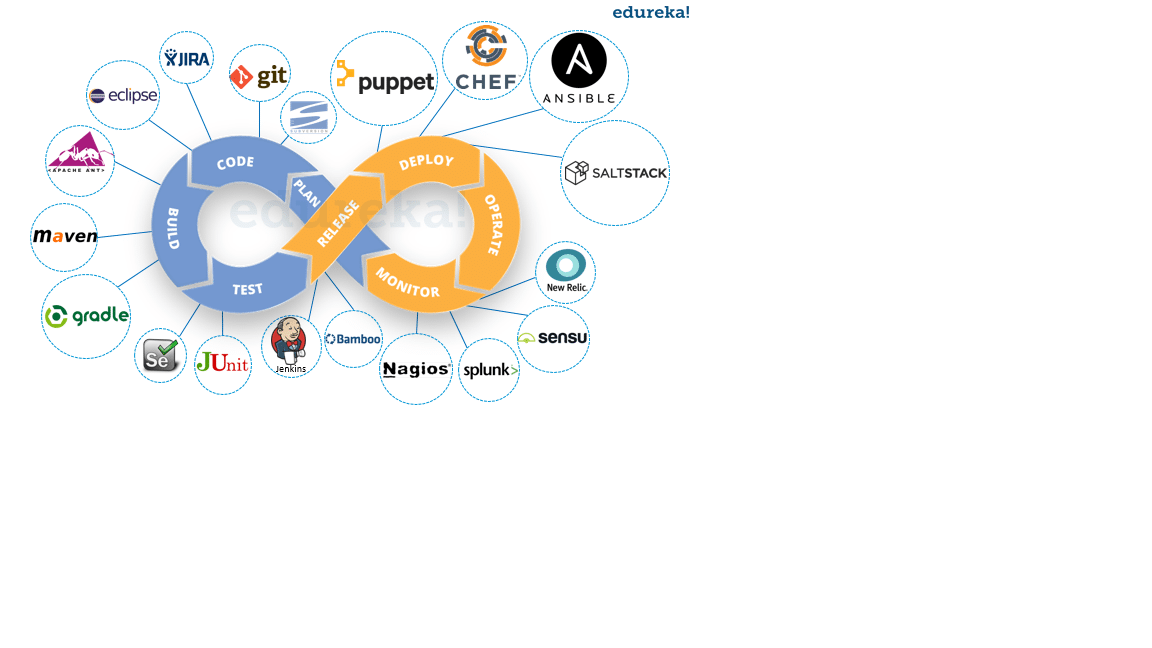 edureka!
JIRA
git
puppet
CHEF
ANSIBLE
eclipse
SUBVERSION
<APACHE ANT>
SALTSTACK
CODE
PLAN
DEPLOY
BUILD
edureka!
RELEASE
OPERATE
maven
TEST
MONITOR
New Relic.
gradle
Se
JUnit
Jenkins
Bamboo
Nagios®
splunk>
sensu